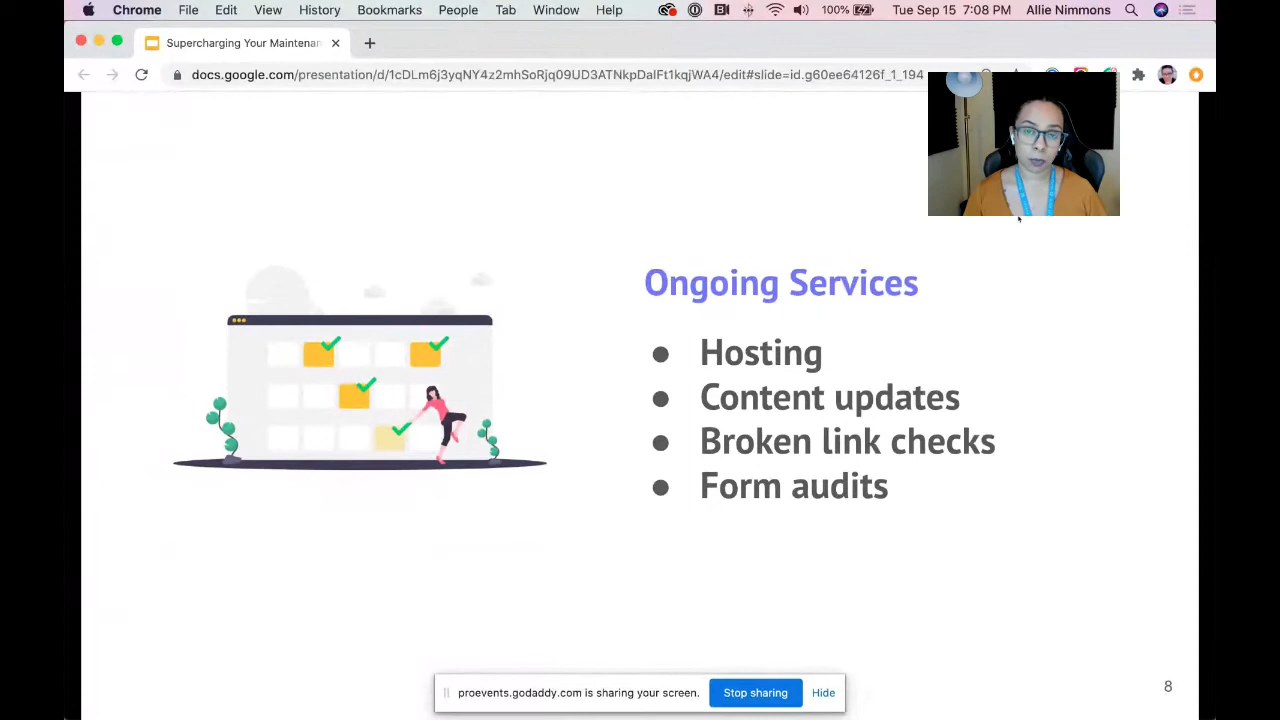 Chrome File Edit View History Bookmarks People Tab Window Help 100% Tue Sep 15 7:08 PM Allie Nimmons
Supercharging Your Maintenan
docs.google.com/presentation/d/1cDLm6j3yqNY4z2mhSoRjq09UD3ATNkpDalFt1kqjWA4/edit#slide=id.g60ee64126f_1_194
Ongoing Services
● Hosting
● Content updates
● Broken link checks
● Form audits
proevents.godaddy.com is sharing your screen. Stop sharing Hide
8